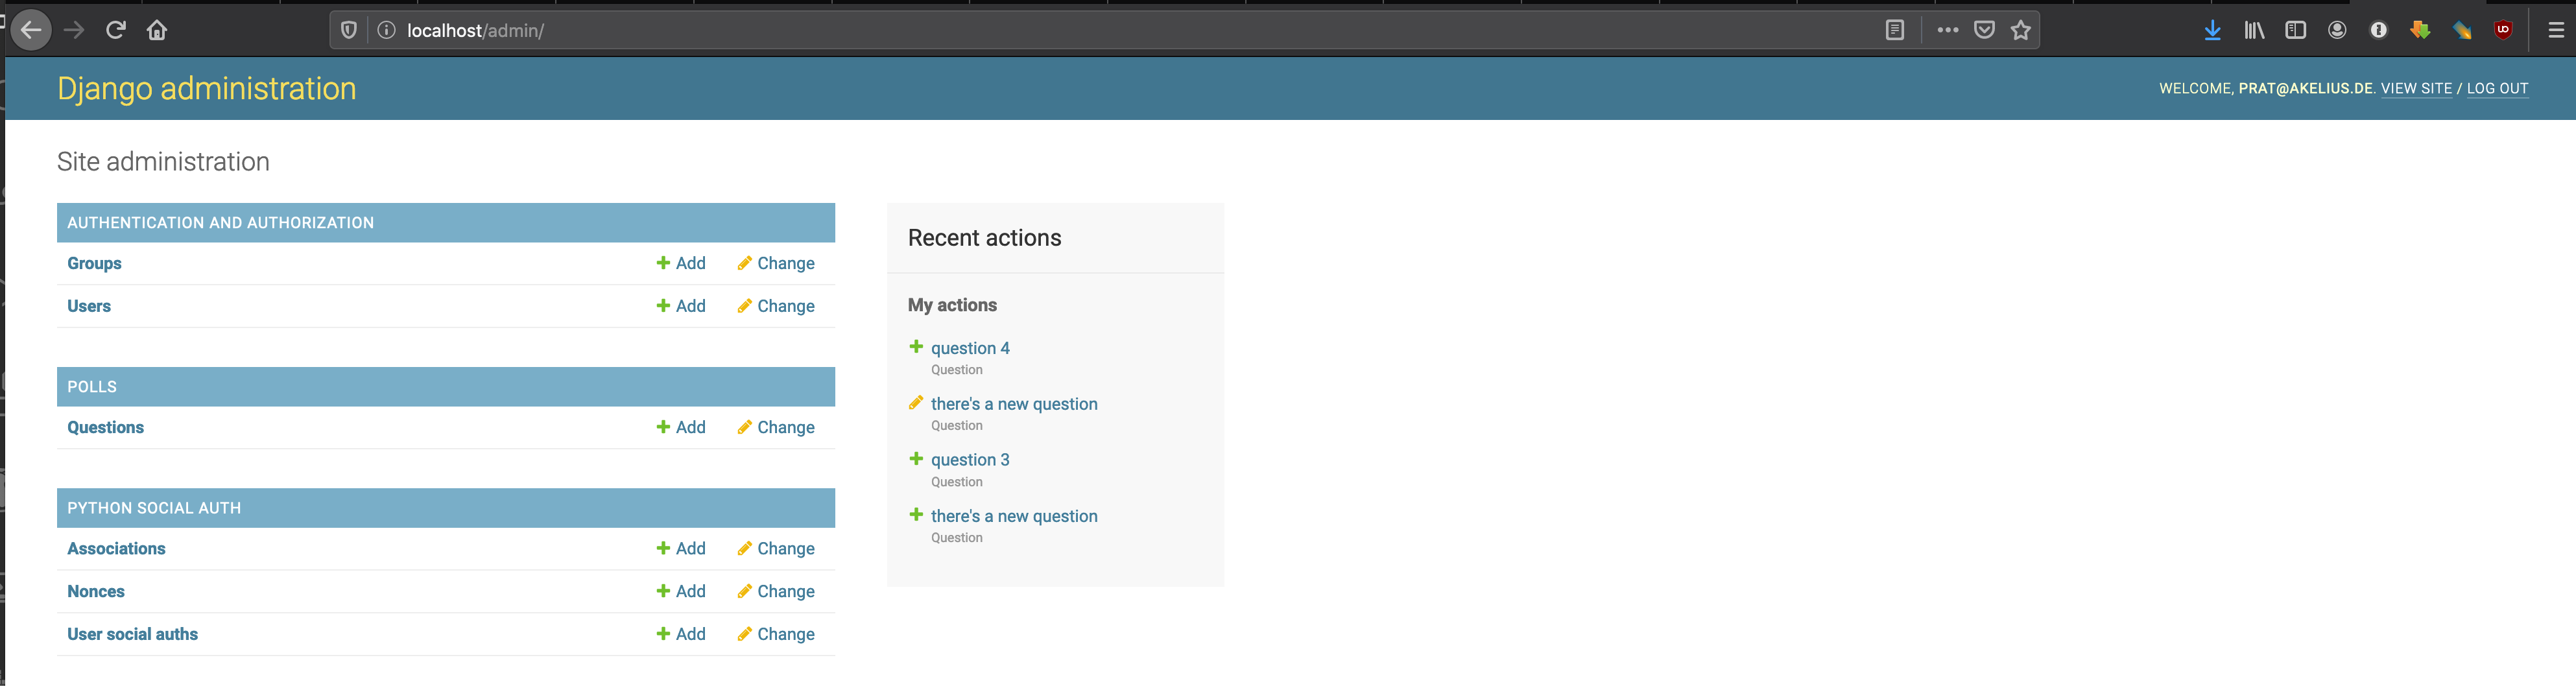 localhost/admin/
Django administration
WELCOME, PRAT@AKELIUS.DE. VIEW SITE / LOG OUT
Site administration
AUTHENTICATION AND AUTHORIZATION
Groups Add Change
Users Add Change
POLLS
Questions Add Change
PYTHON SOCIAL AUTH
Associations Add Change
Nonces Add Change
User social auths Add Change
Recent actions
My actions
question 4
Question
there's a new question
Question
question 3
Question
there's a new question
Question